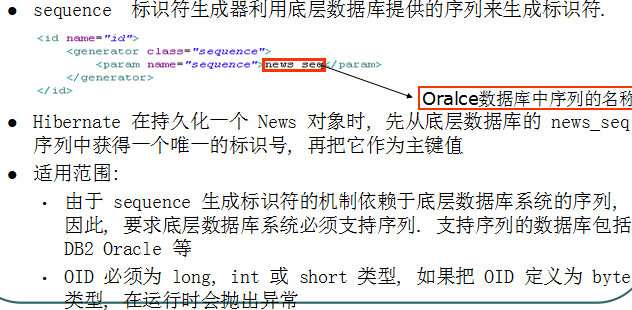 ● sequence 标识符生成器利用底层数据库提供的序列来生成标识符.
<id name="id">
<generator class="sequence">
<param name="sequence">news_seq</param>
</generator>
</id>
Oralce数据库中序列的名称
● Hibernate 在持久化一个 News 对象时, 先从底层数据库的 news_seq
序列中获得一个唯一的标识号, 再把它作为主键值
● 适用范围:
• 由于 sequence 生成标识符的机制依赖于底层数据库系统的序列,
因此, 要求底层数据库系统必须支持序列. 支持序列的数据库包括
DB2 Oracle 等
• OID 必须为 long, int 或 short 类型, 如果把 OID 定义为 byte
类型, 在运行时会抛出异常